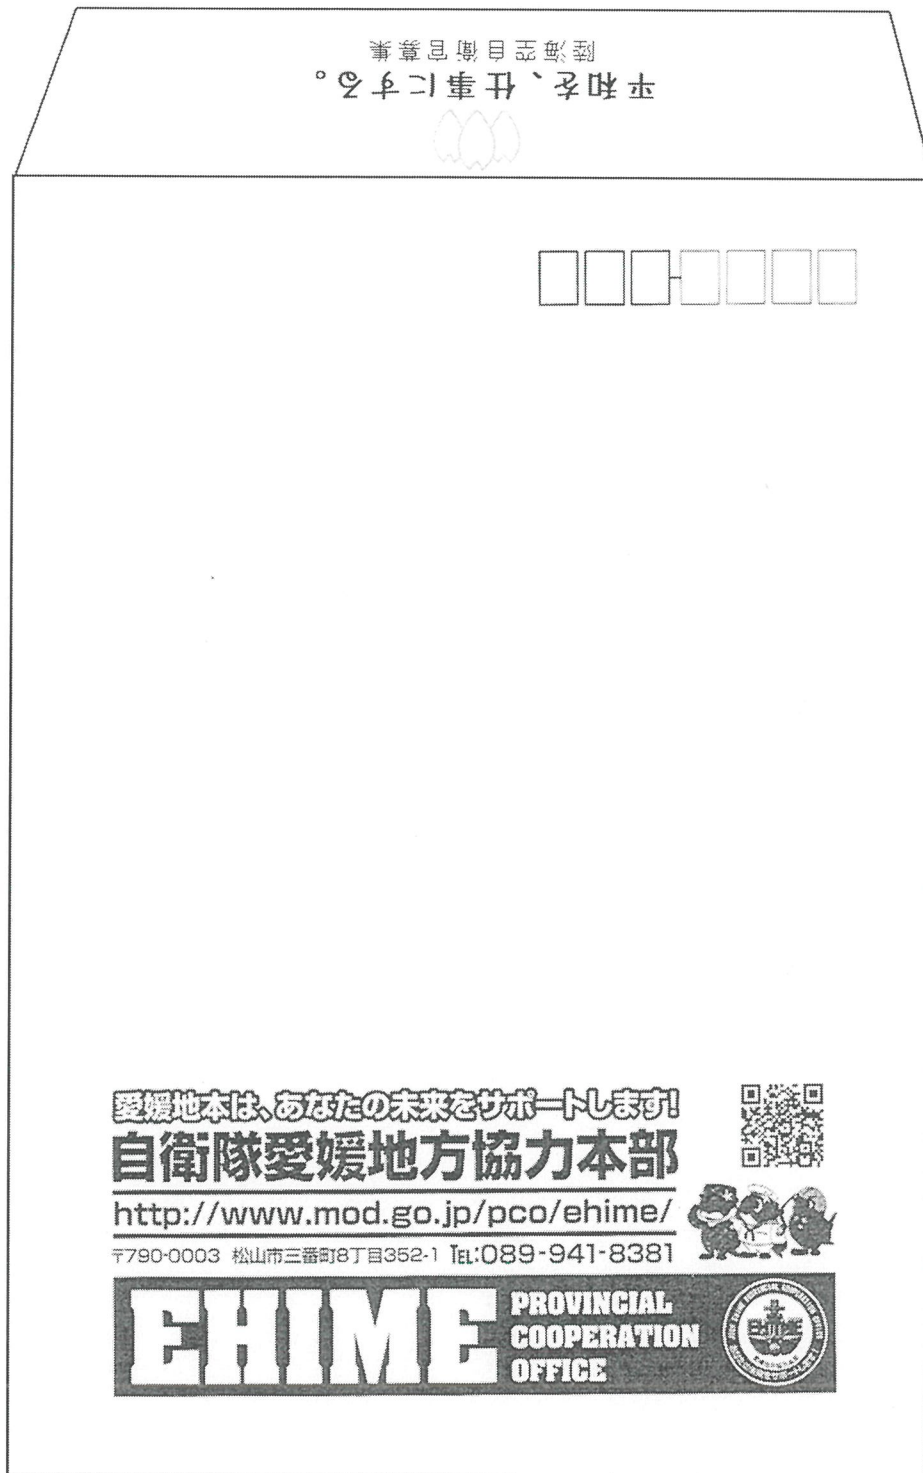 平和を、仕事にする。
陸海空自衛官募集
愛媛地本は、あなたの未来をサポートします!
自衛隊愛媛地方協力本部
http://www.mod.go.jp/pco/ehime/
〒790-0003 松山市三番町8丁目352-1 TEL:089-941-8381
EHIME
PROVINCIAL
COOPERATION
OFFICE
EHIME